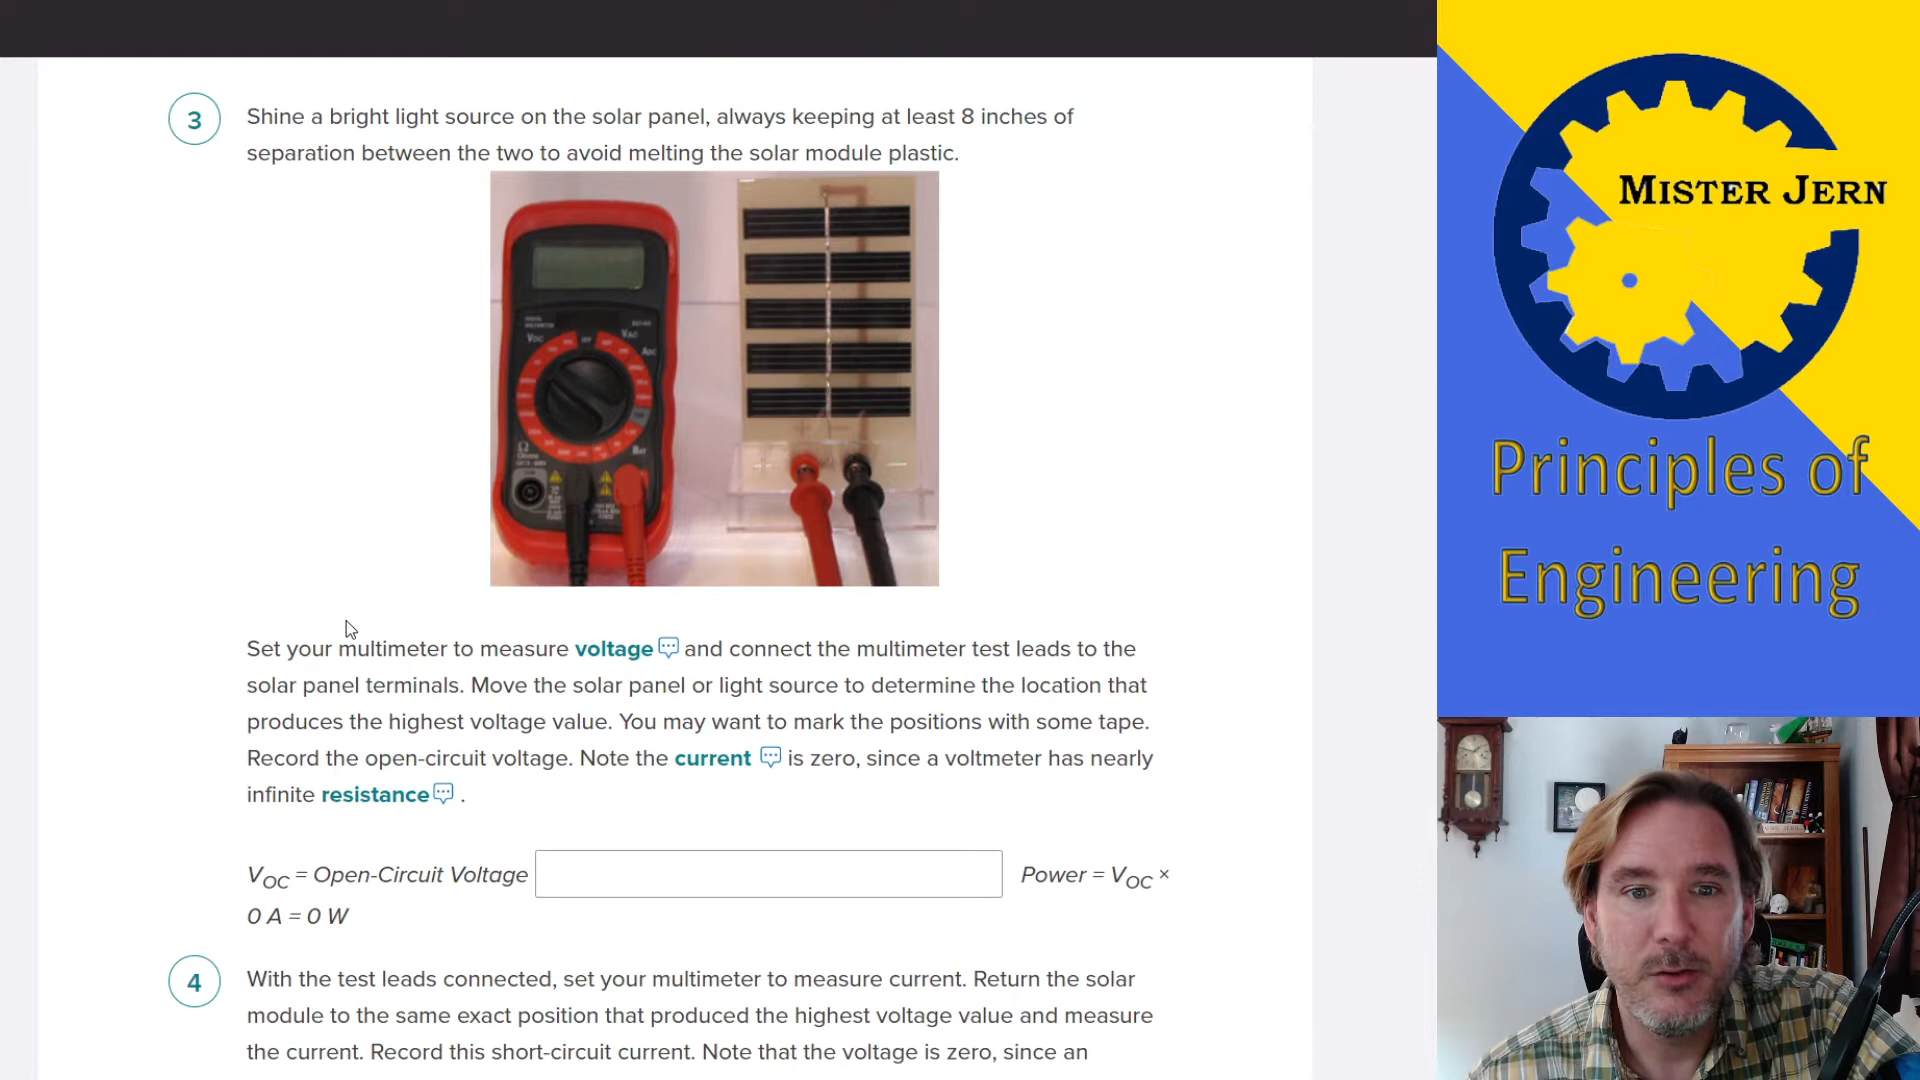 3
Shine a bright light source on the solar panel, always keeping at least 8 inches of
separation between the two to avoid melting the solar module plastic.
VDC
VAC
ADC
Ω
Ohms
BAT
Set your multimeter to measure voltage and connect the multimeter test leads to the
solar panel terminals. Move the solar panel or light source to determine the location that
produces the highest voltage value. You may want to mark the positions with some tape.
Record the open-circuit voltage. Note the current is zero, since a voltmeter has nearly
infinite resistance .
VOC = Open-Circuit Voltage Power = VOC ×
0 A = 0 W
4
With the test leads connected, set your multimeter to measure current. Return the solar
module to the same exact position that produced the highest voltage value and measure
the current. Record this short-circuit current. Note that the voltage is zero, since an
MISTER JERN
Principles of
Engineering